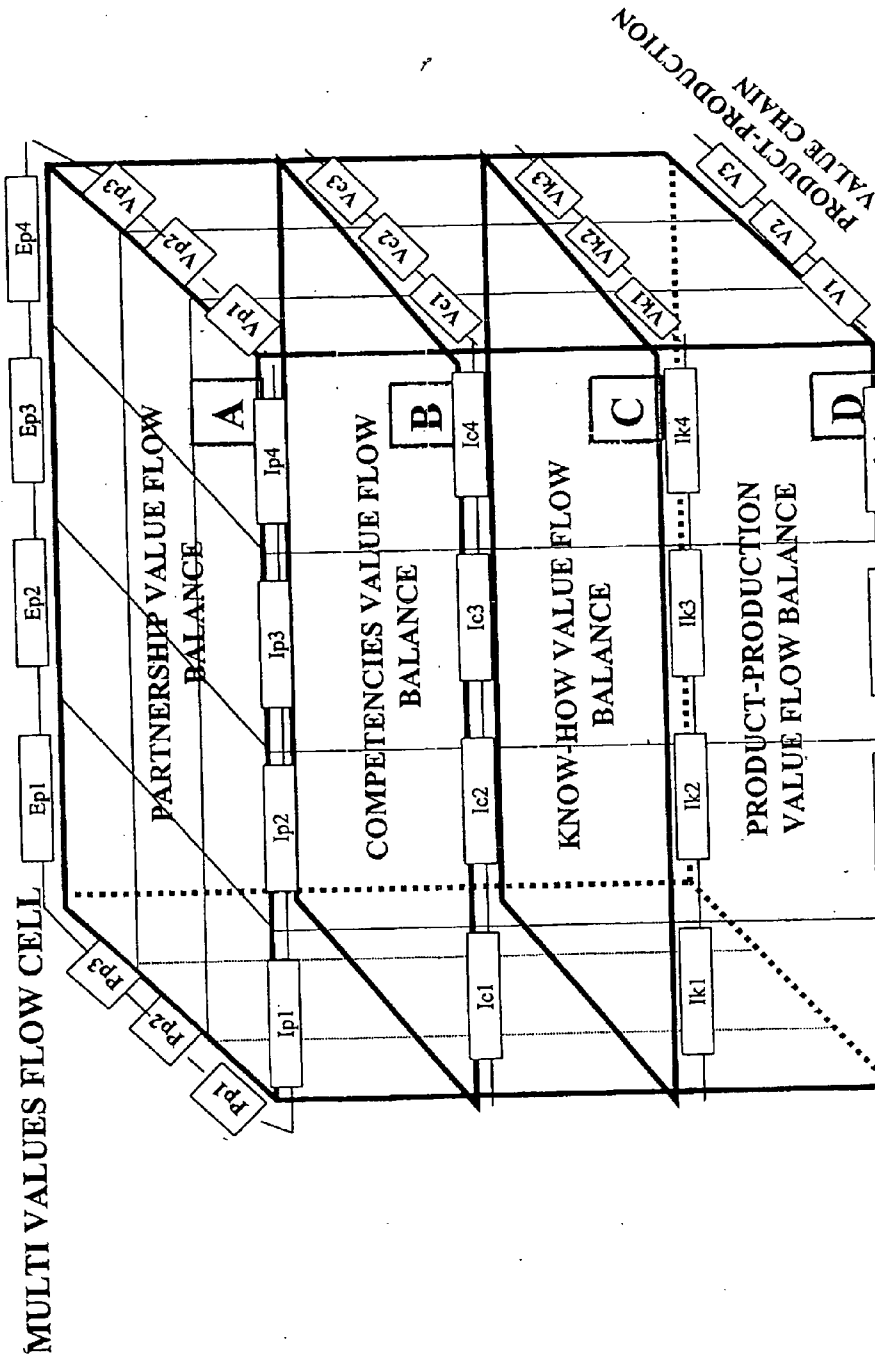 MULTI VALUES FLOW CELL
Ep1
Ep2
Ep3
Ep4
Pp3
Pp2
Pp1
Vp3
Vp2
Vp1
PARTNERSHIP VALUE FLOW
BALANCE
A
Ip1
Ip2
Ip3
Ip4
Vc3
Vc2
Vc1
COMPETENCIES VALUE FLOW
BALANCE
B
Ic1
Ic2
Ic3
Ic4
Vk3
Vk2
Vk1
KNOW-HOW VALUE FLOW
BALANCE
C
Ik1
Ik2
Ik3
Ik4
V3
V2
V1
PRODUCT-PRODUCTION
VALUE FLOW BALANCE
D
PRODUCT-PRODUCTION
VALUE CHAIN